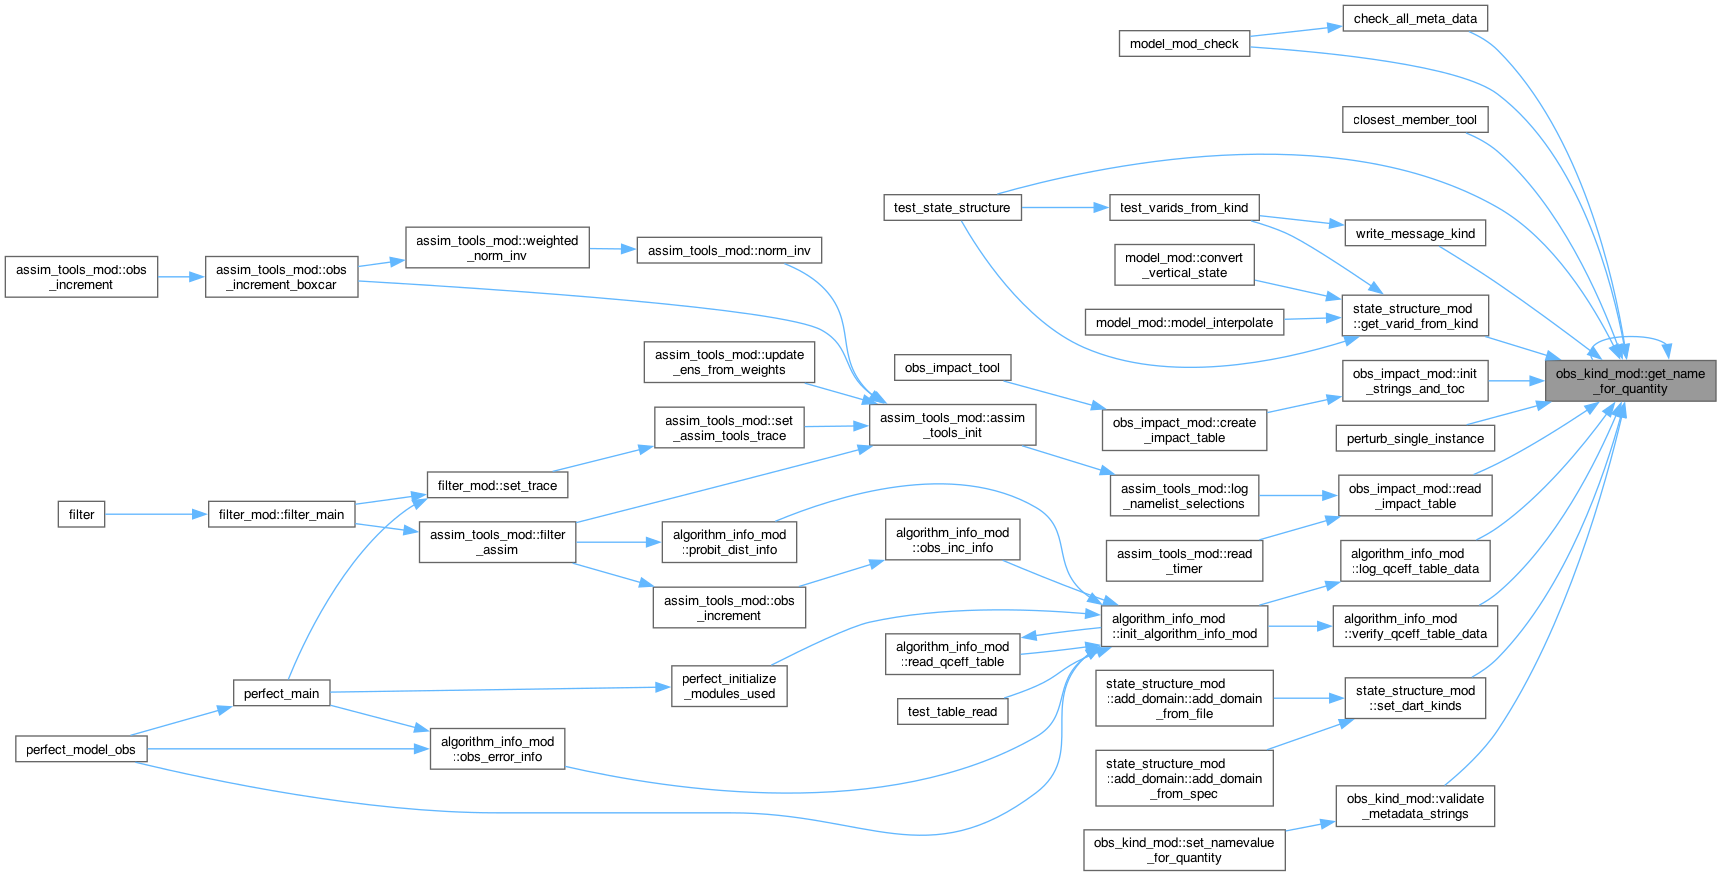 check_all_meta_data
model_mod_check
closest_member_tool
test_state_structure
test_varids_from_kind
write_message_kind
assim_tools_mod::obs
_increment
assim_tools_mod::obs
_increment_boxcar
assim_tools_mod::weighted
_norm_inv
assim_tools_mod::norm_inv
model_mod::convert
_vertical_state
state_structure_mod
::get_varid_from_kind
model_mod::model_interpolate
assim_tools_mod::update
_ens_from_weights
obs_impact_tool
obs_impact_mod::init
_strings_and_toc
obs_kind_mod::get_name
_for_quantity
assim_tools_mod::set
_assim_tools_trace
assim_tools_mod::assim
_tools_init
obs_impact_mod::create
_impact_table
perturb_single_instance
filter_mod::set_trace
assim_tools_mod::log
_namelist_selections
obs_impact_mod::read
_impact_table
filter
filter_mod::filter_main
assim_tools_mod::filter
_assim
algorithm_info_mod
::probit_dist_info
algorithm_info_mod
::obs_inc_info
assim_tools_mod::read
_timer
algorithm_info_mod
::log_qceff_table_data
assim_tools_mod::obs
_increment
algorithm_info_mod
::init_algorithm_info_mod
algorithm_info_mod
::verify_qceff_table_data
algorithm_info_mod
::read_qceff_table
perfect_main
perfect_initialize
_modules_used
state_structure_mod
::add_domain::add_domain
_from_file
state_structure_mod
::set_dart_kinds
test_table_read
perfect_model_obs
algorithm_info_mod
::obs_error_info
state_structure_mod
::add_domain::add_domain
_from_spec
obs_kind_mod::validate
_metadata_strings
obs_kind_mod::set_namevalue
_for_quantity